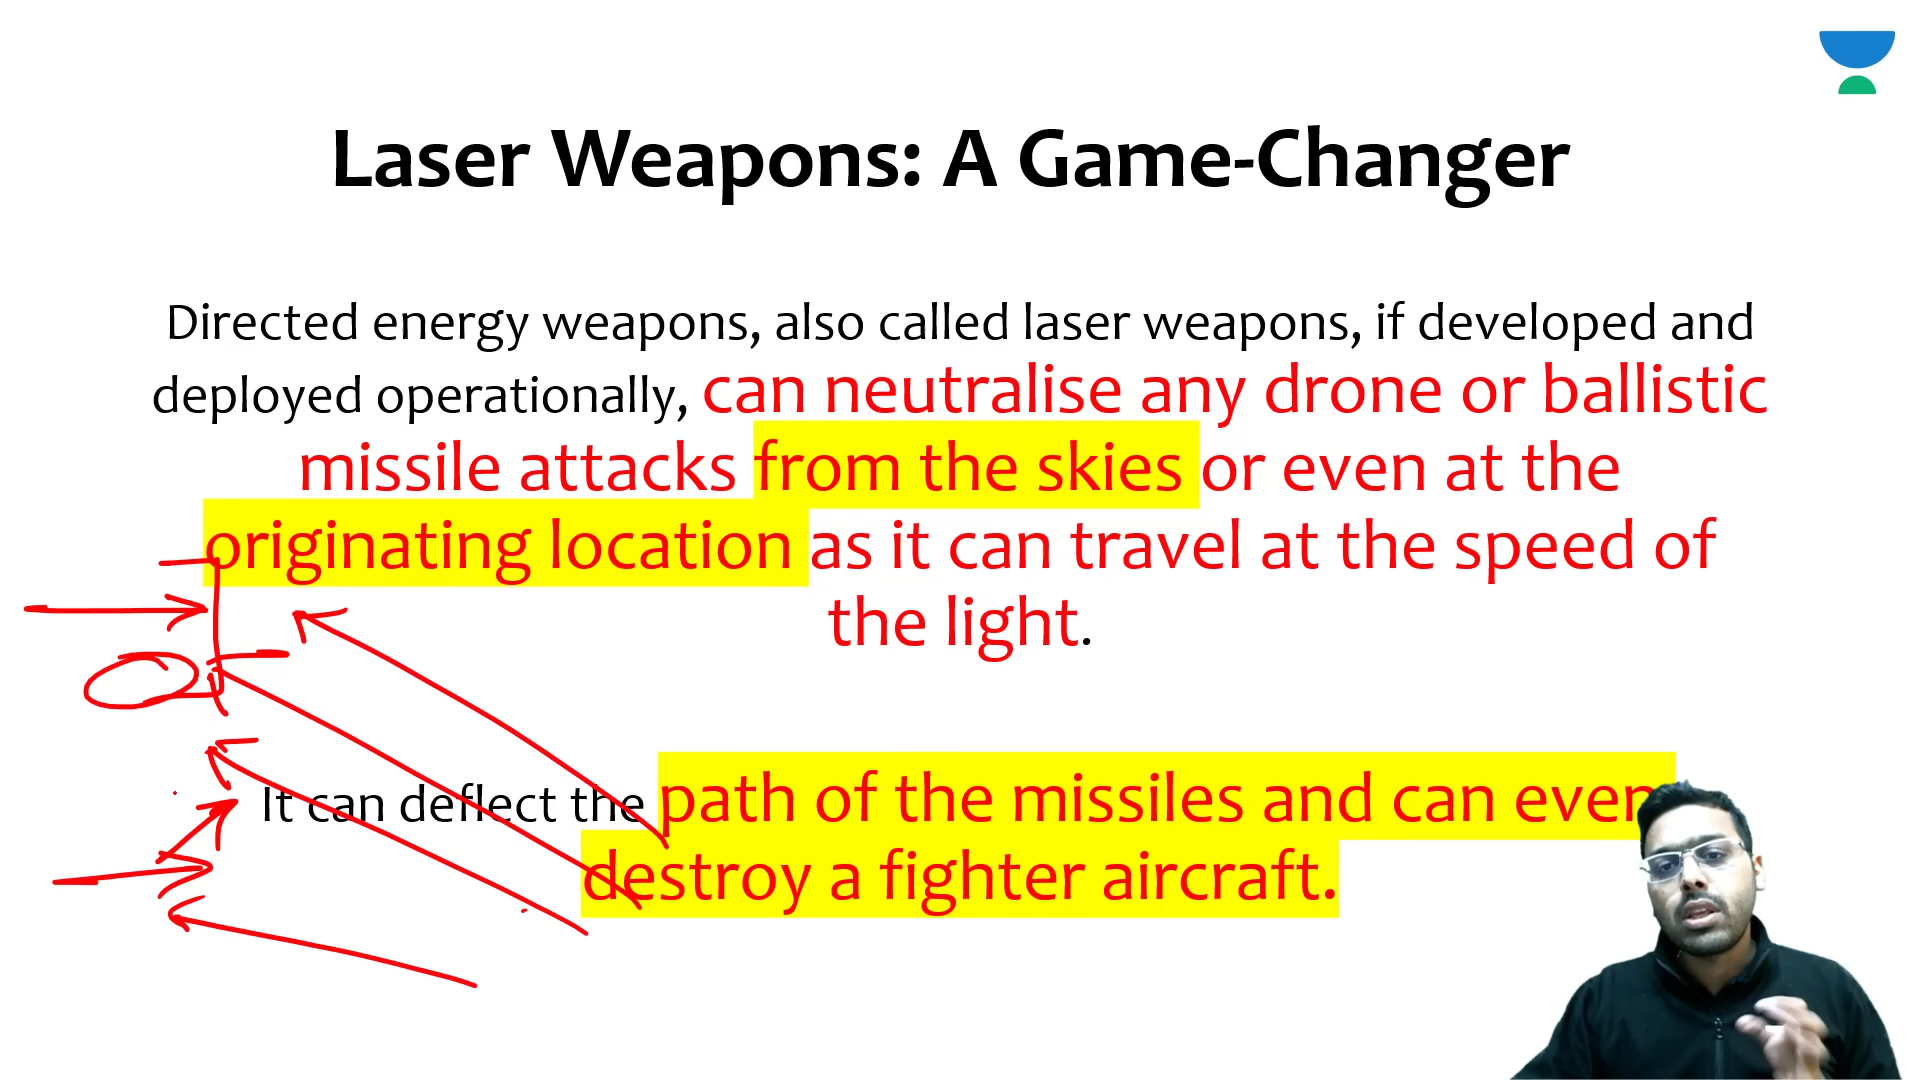 Laser Weapons: A Game-Changer
Directed energy weapons, also called laser weapons, if developed and
deployed operationally, can neutralise any drone or ballistic
missile attacks from the skies or even at the
originating location as it can travel at the speed of
the light.
It can deflect the path of the missiles and can even
destroy a fighter aircraft.